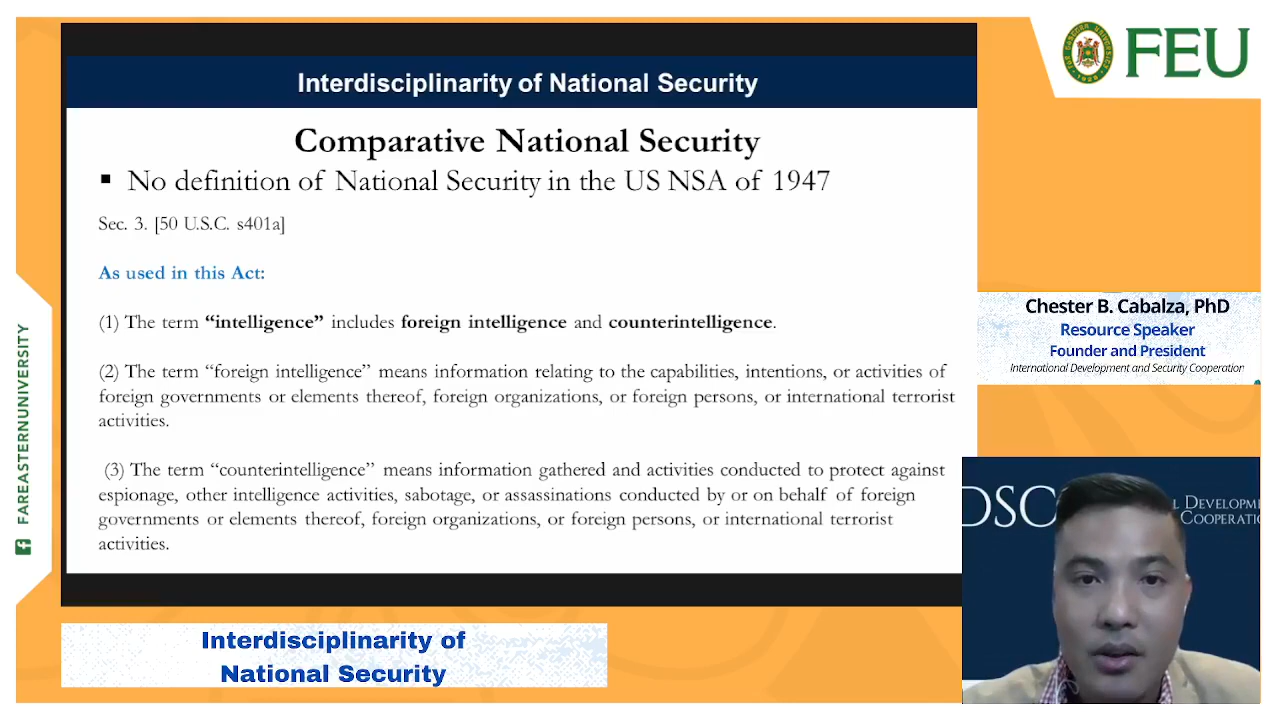 Interdisciplinarity of National Security
FEU
Comparative National Security
▪ No definition of National Security in the US NSA of 1947
Sec. 3. [50 U.S.C. s401a]
As used in this Act:
(1) The term “intelligence” includes foreign intelligence and counterintelligence.
(2) The term “foreign intelligence” means information relating to the capabilities, intentions, or activities of
foreign governments or elements thereof, foreign organizations, or foreign persons, or international terrorist
activities.
(3) The term “counterintelligence” means information gathered and activities conducted to protect against
espionage, other intelligence activities, sabotage, or assassinations conducted by or on behalf of foreign
governments or elements thereof, foreign organizations, or foreign persons, or international terrorist
activities.
Chester B. Cabalza, PhD
Resource Speaker
Founder and President
International Development and Security Cooperation
DSC
L DEVELOPME
COOPERATIO
FAREASTERNUNIVERSITY
Interdisciplinarity of
National Security